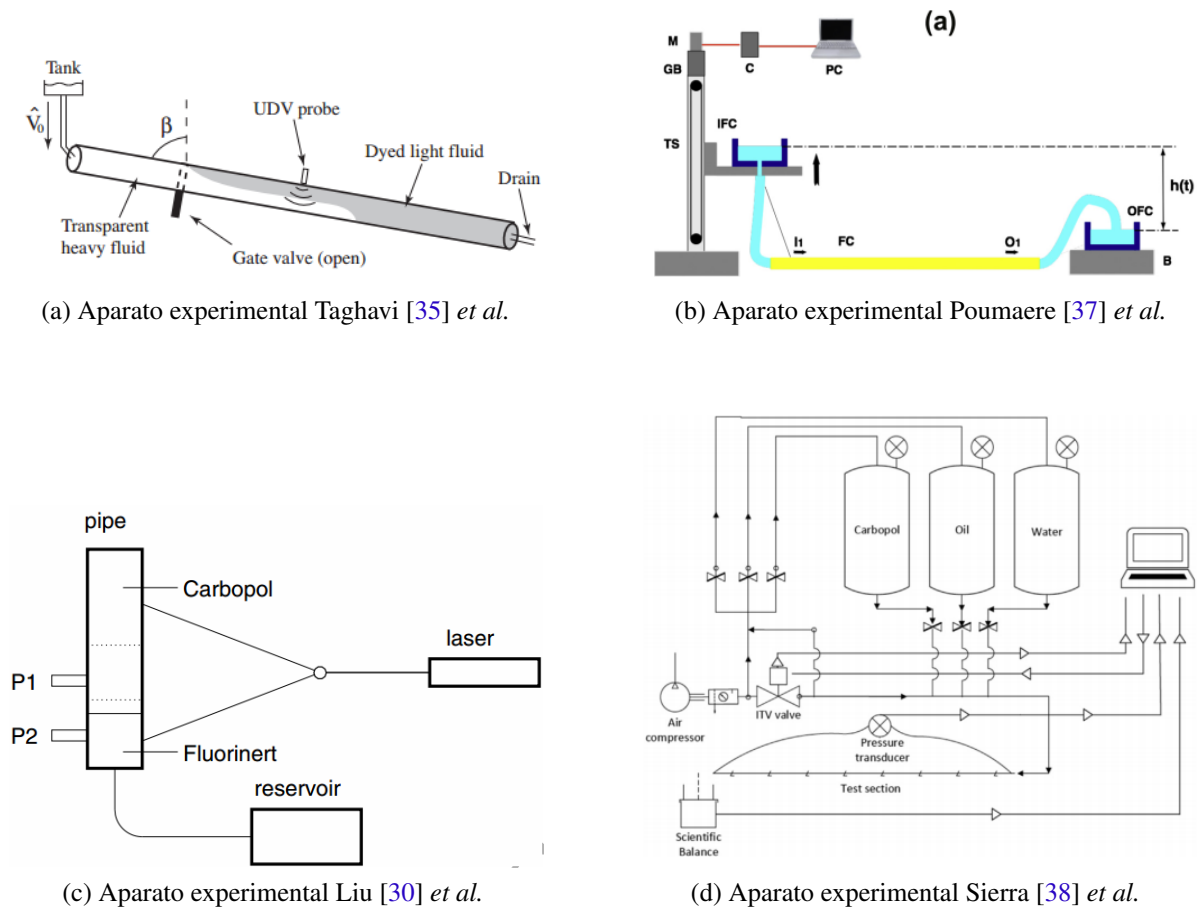 Tank
V̂0
β
UDV probe
Dyed light fluid
Drain
Transparent
heavy fluid
Gate valve (open)
(a) Aparato experimental Taghavi [35] et al.
(a)
M
GB
C
PC
IFC
TS
h(t)
OFC
I1
FC
O1
B
(b) Aparato experimental Poumaere [37] et al.
pipe
Carbopol
laser
P1
P2
Fluorinert
reservoir
(c) Aparato experimental Liu [30] et al.
Carbopol
Oil
Water
Air
compressor
ITV valve
Pressure
transducer
Test section
Scientific
Balance
(d) Aparato experimental Sierra [38] et al.